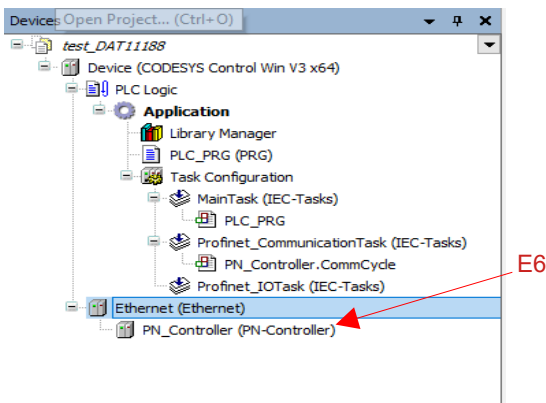 Devices Open Project... (Ctrl+O)
test_DAT11188
Device (CODESYS Control Win V3 x64)
PLC Logic
Application
Library Manager
PLC_PRG (PRG)
Task Configuration
MainTask (IEC-Tasks)
PLC_PRG
Profinet_CommunicationTask (IEC-Tasks)
PN_Controller.CommCycle
E6
Profinet_IOTask (IEC-Tasks)
Ethernet (Ethernet)
PN_Controller (PN-Controller)